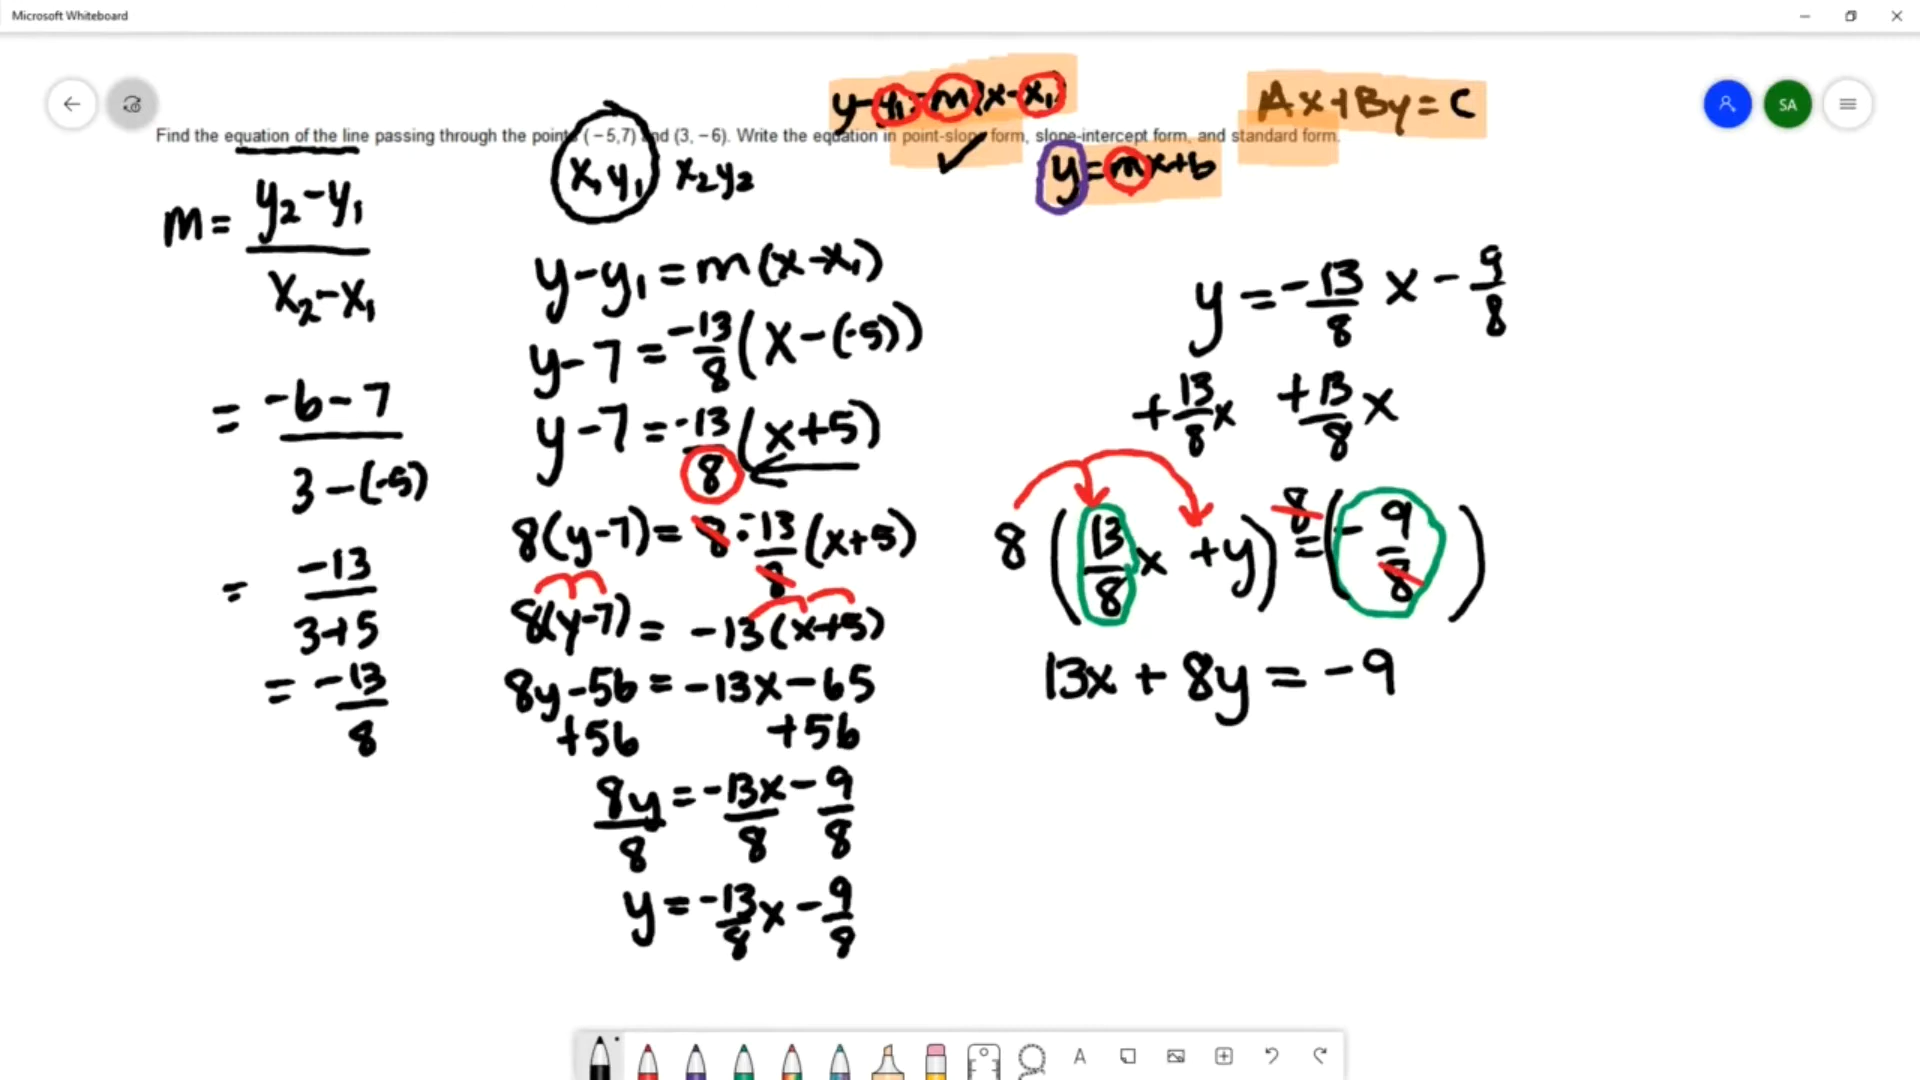 Microsoft Whiteboard
SA
y-y₁=m(x-x₁)
Ax+By=C
Find the equation of the line passing through the points (−5,7) and (3, −6). Write the equation in point-slope form, slope-intercept form, and standard form.
x₁y₁ x₂y₂
y=mx+b
m= y₂-y₁ / x₂-x₁
= -6-7 / 3-(-5)
= -13 / 3+5
= -13 / 8
y-y₁=m(x-x₁)
y-7=-13/8(x-(-5))
y-7=-13/8(x+5)
8(y-7)=8·-13/8(x+5)
8(y-7)=-13(x+5)
8y-56=-13x-65
+56 +56
8y/8=-13x/8-9/8
y=-13/8x-9/8
y=-13/8x-9/8
+13/8x +13/8x
8(13/8x+y)=8(-9/8)
13x+8y=-9
A